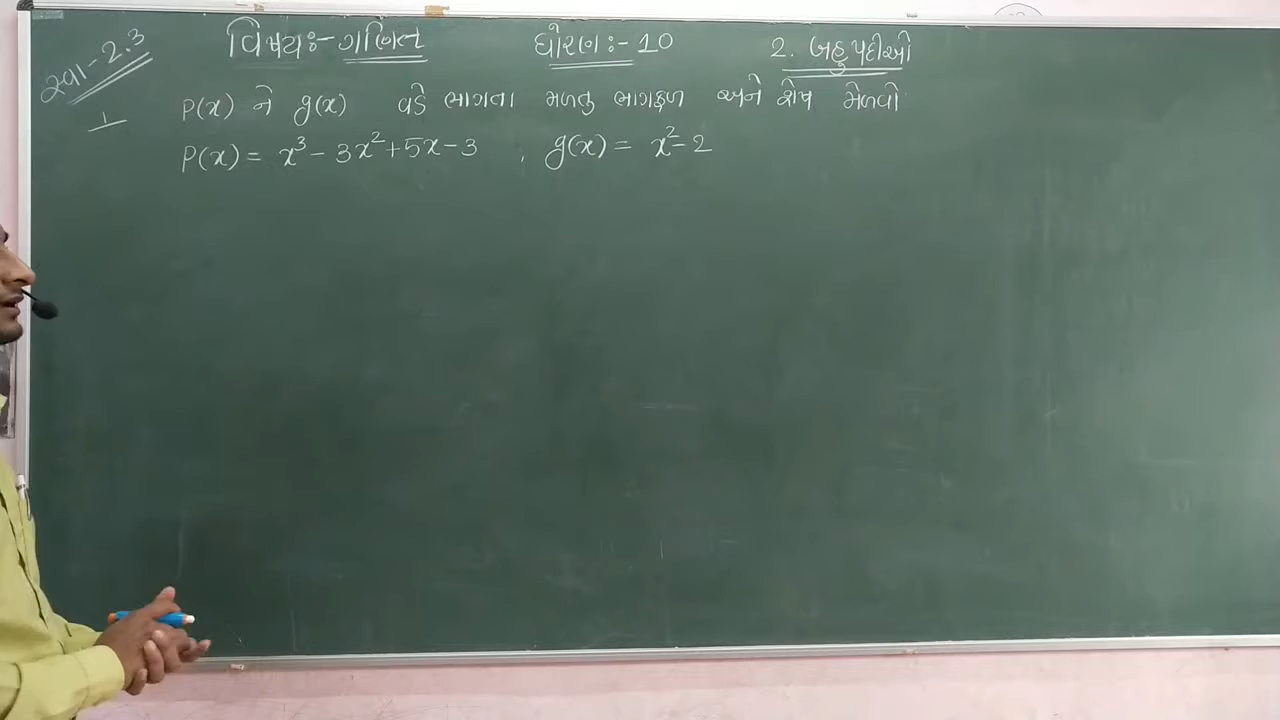 સ્વા-2.3
વિષયઃ- ગણિત ધોરણઃ- 10 2. બહુપદીઓ
1 P(x) ને g(x) વડે ભાગતા મળતુ ભાગફળ અને શેષ મેળવો
P(x) = x³ - 3x² + 5x - 3 , g(x) = x² - 2